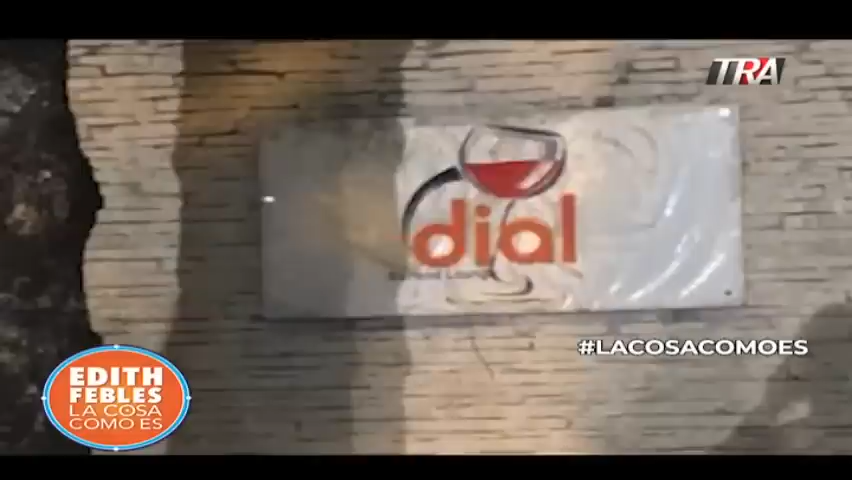 TRA
dial
#LACOSACOMOES
EDITH
FEBLES
LA COSA
COMO ES